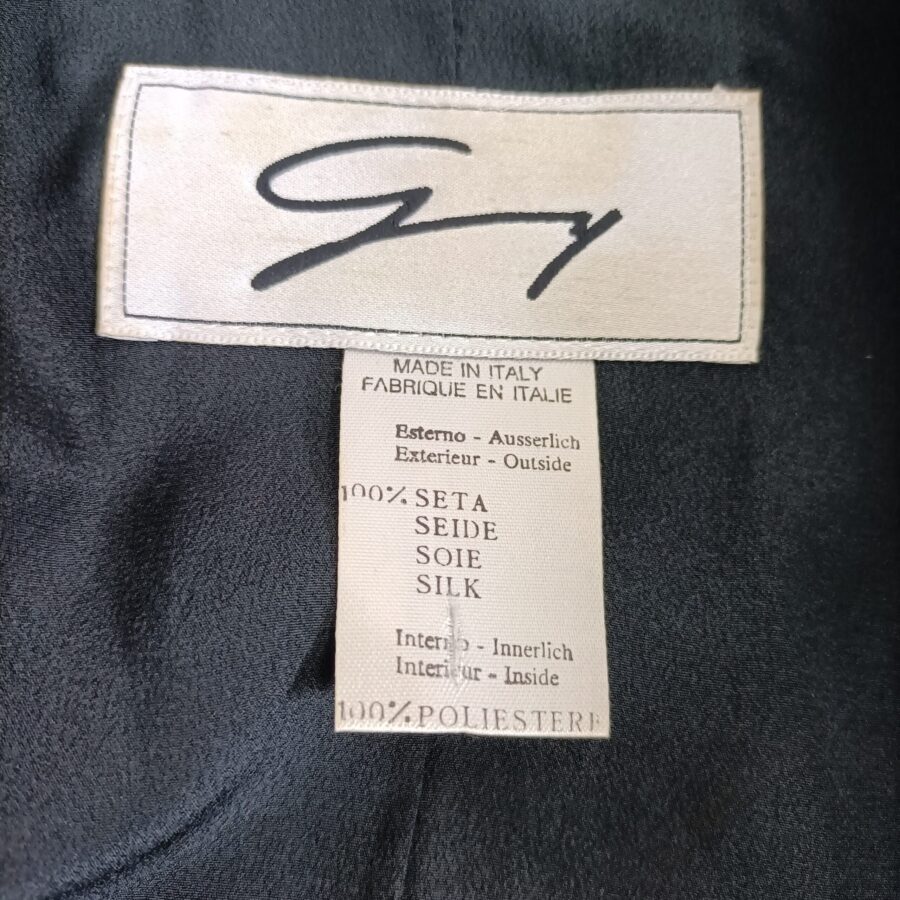 Geny
MADE IN ITALY
FABRIQUE EN ITALIE
Esterno - Ausserlich
Exterieur - Outside
100% SETA
SEIDE
SOIE
SILK
Interno - Innerlich
Interieur - Inside
100% POLIESTERE